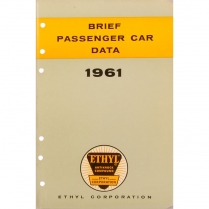 BRIEF
PASSENGER CAR
DATA
1961
ETHYL
ETHYL CORPORATION